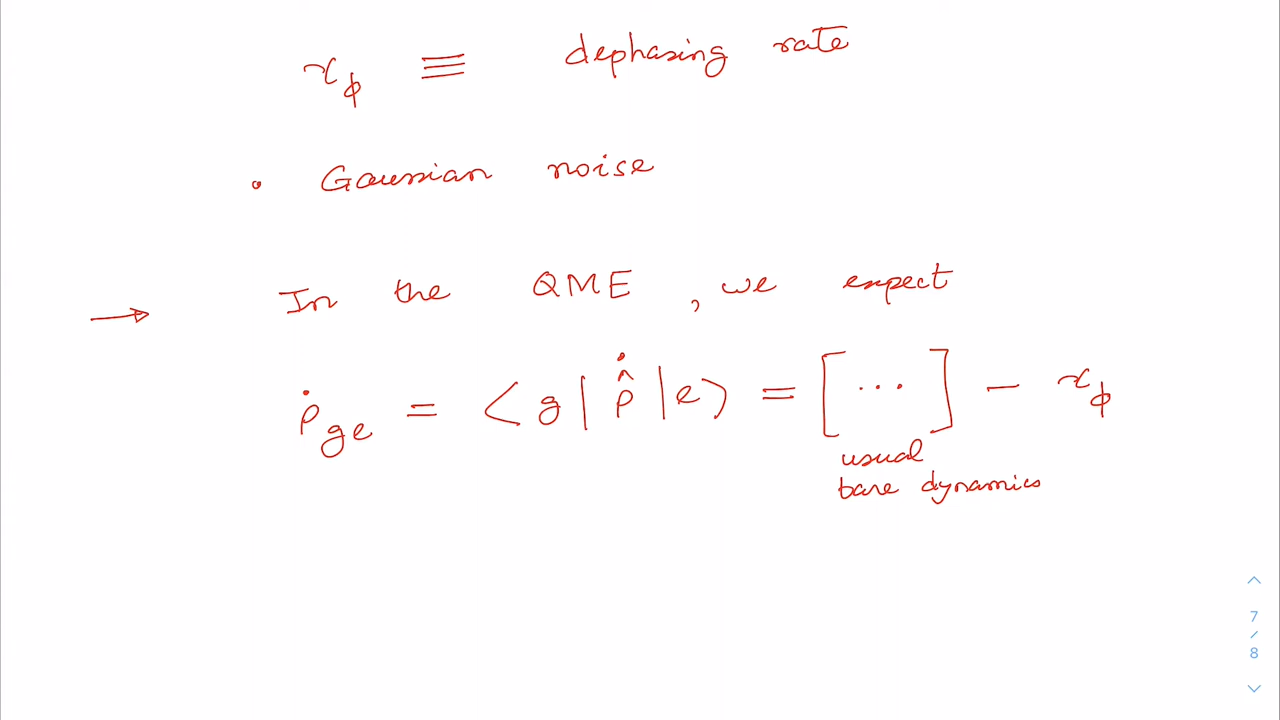 γ_ϕ ≡ dephasing rate
• Gaussian noise
→ In the QME, we expect
ρ̇_ge = ⟨g| ρ̂̇ |e⟩ = [···] − γ_ϕ
usual
bare dynamics
7
/
8